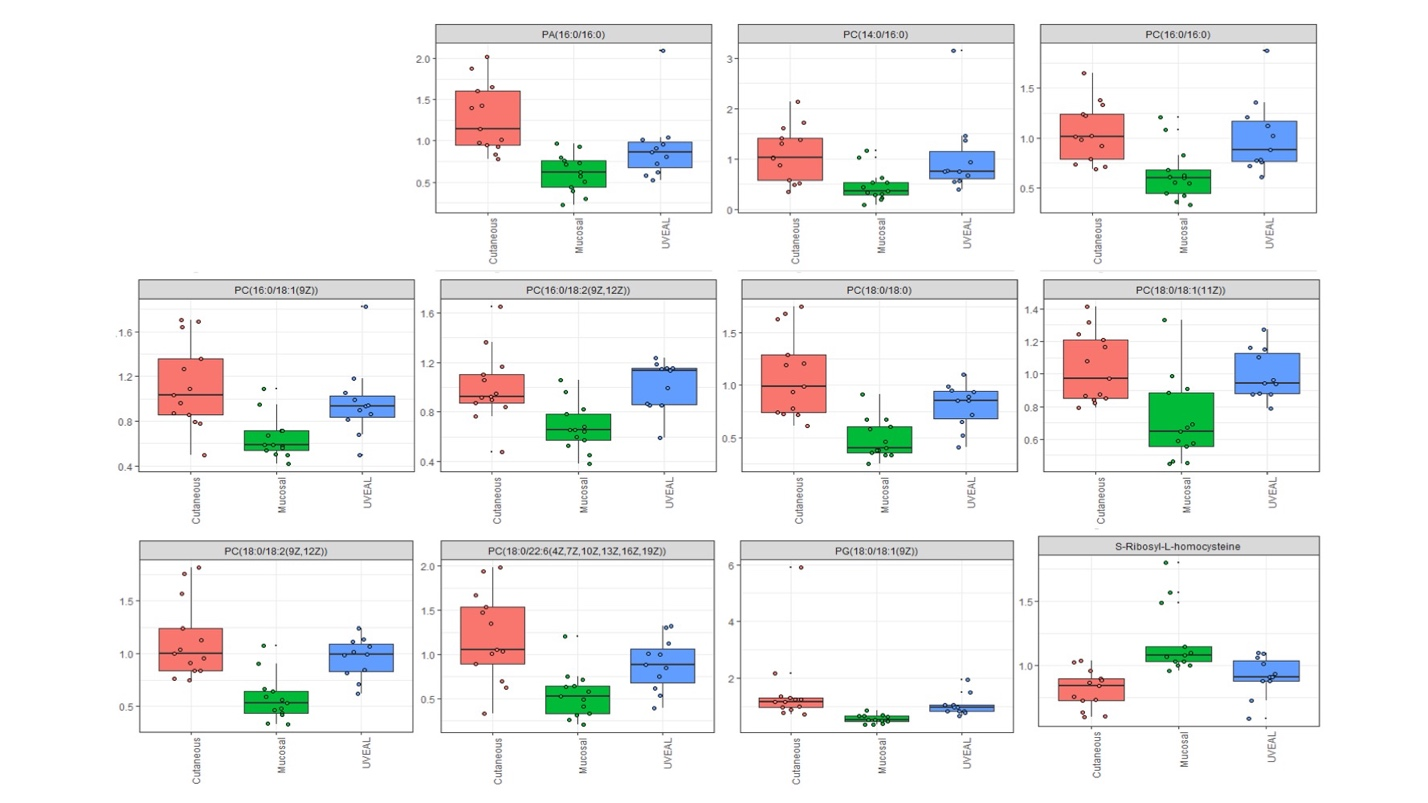 PA(16:0/16:0)
PC(14:0/16:0)
PC(16:0/16:0)
2.0
1.5
1.0
0.5
3
2
1
0
1.5
1.0
0.5
Cutaneous
Mucosal
UVEAL
Cutaneous
Mucosal
UVEAL
Cutaneous
Mucosal
UVEAL
PC(16:0/18:1(9Z))
PC(16:0/18:2(9Z,12Z))
PC(18:0/18:0)
PC(18:0/18:1(11Z))
.1.6
1.2
0.8
0.4
1.6
1.2
0.8
0.4
1.5
1.0
0.5
1.4
1.2
1.0
0.8
0.6
Cutaneous
Mucosal
UVEAL
Cutaneous
Mucosal
UVEAL
Cutaneous
Mucosal
UVEAL
Cutaneous
Mucosal
UVEAL
PC(18:0/18:2(9Z,12Z))
PC(18:0/22:6(4Z,7Z,10Z,13Z,16Z,19Z))
PG(18:0/18:1(9Z))
S-Ribosyl-L-homocysteine
1.5
1.0
0.5
2.0
1.5
1.0
0.5
6
4
2
1.5
1.0
Cutaneous
Mucosal
UVEAL
Cutaneous
Mucosal
UVEAL
Cutaneous
Mucosal
UVEAL
Cutaneous
Mucosal
UVEAL